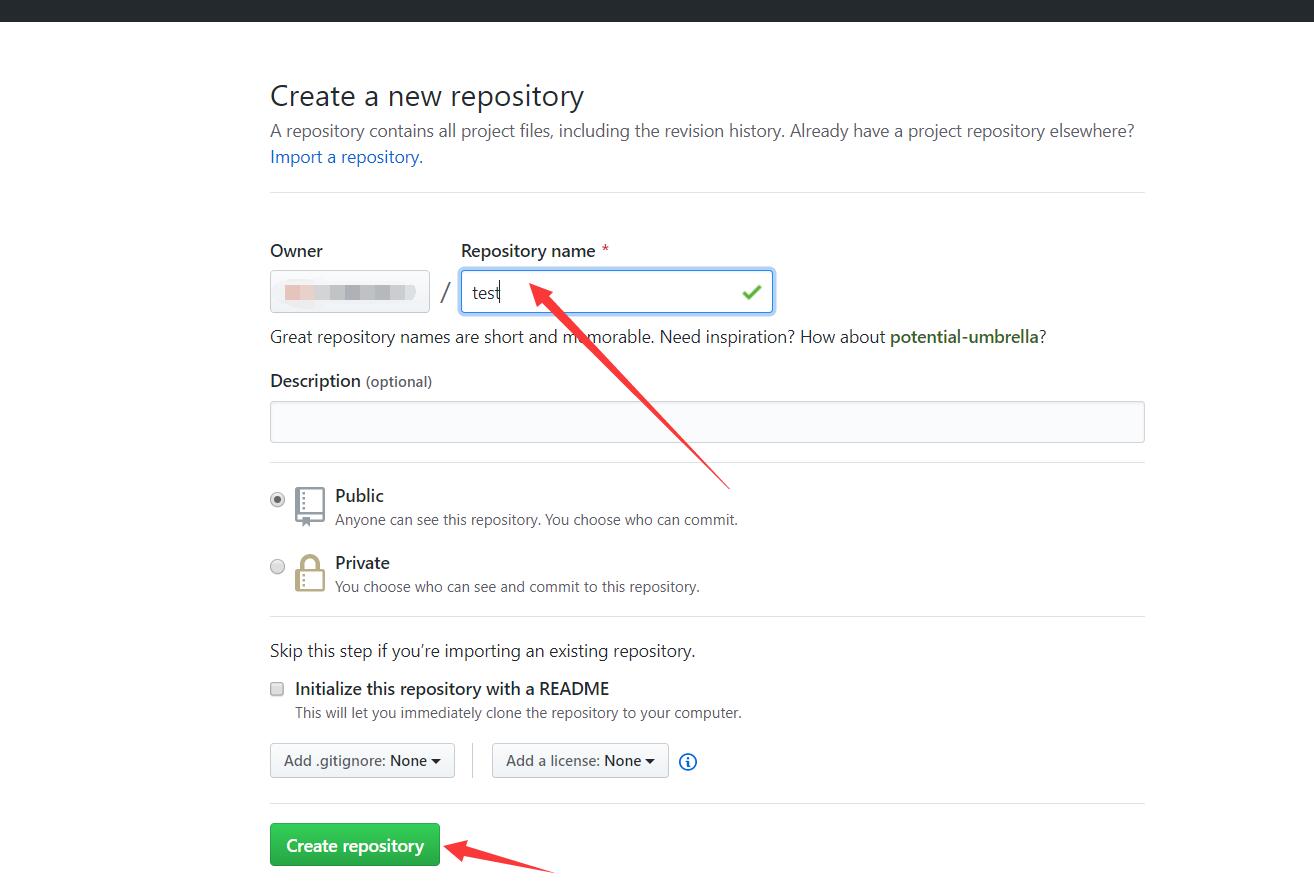 Create a new repository
A repository contains all project files, including the revision history. Already have a project repository elsewhere?
Import a repository.
Owner
Repository name *
/
test
Great repository names are short and memorable. Need inspiration? How about potential-umbrella?
Description (optional)
Public
Anyone can see this repository. You choose who can commit.
Private
You choose who can see and commit to this repository.
Skip this step if you’re importing an existing repository.
Initialize this repository with a README
This will let you immediately clone the repository to your computer.
Add .gitignore: None
Add a license: None
Create repository